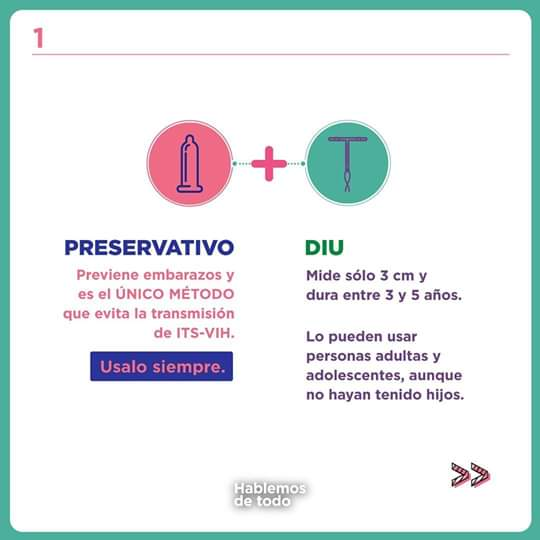 1
PRESERVATIVO
Previene embarazos y
es el ÚNICO MÉTODO
que evita la transmisión
de ITS-VIH.
Usalo siempre.
DIU
Mide sólo 3 cm y
dura entre 3 y 5 años.
Lo pueden usar
personas adultas y
adolescentes, aunque
no hayan tenido hijos.
Hablemos
de todo